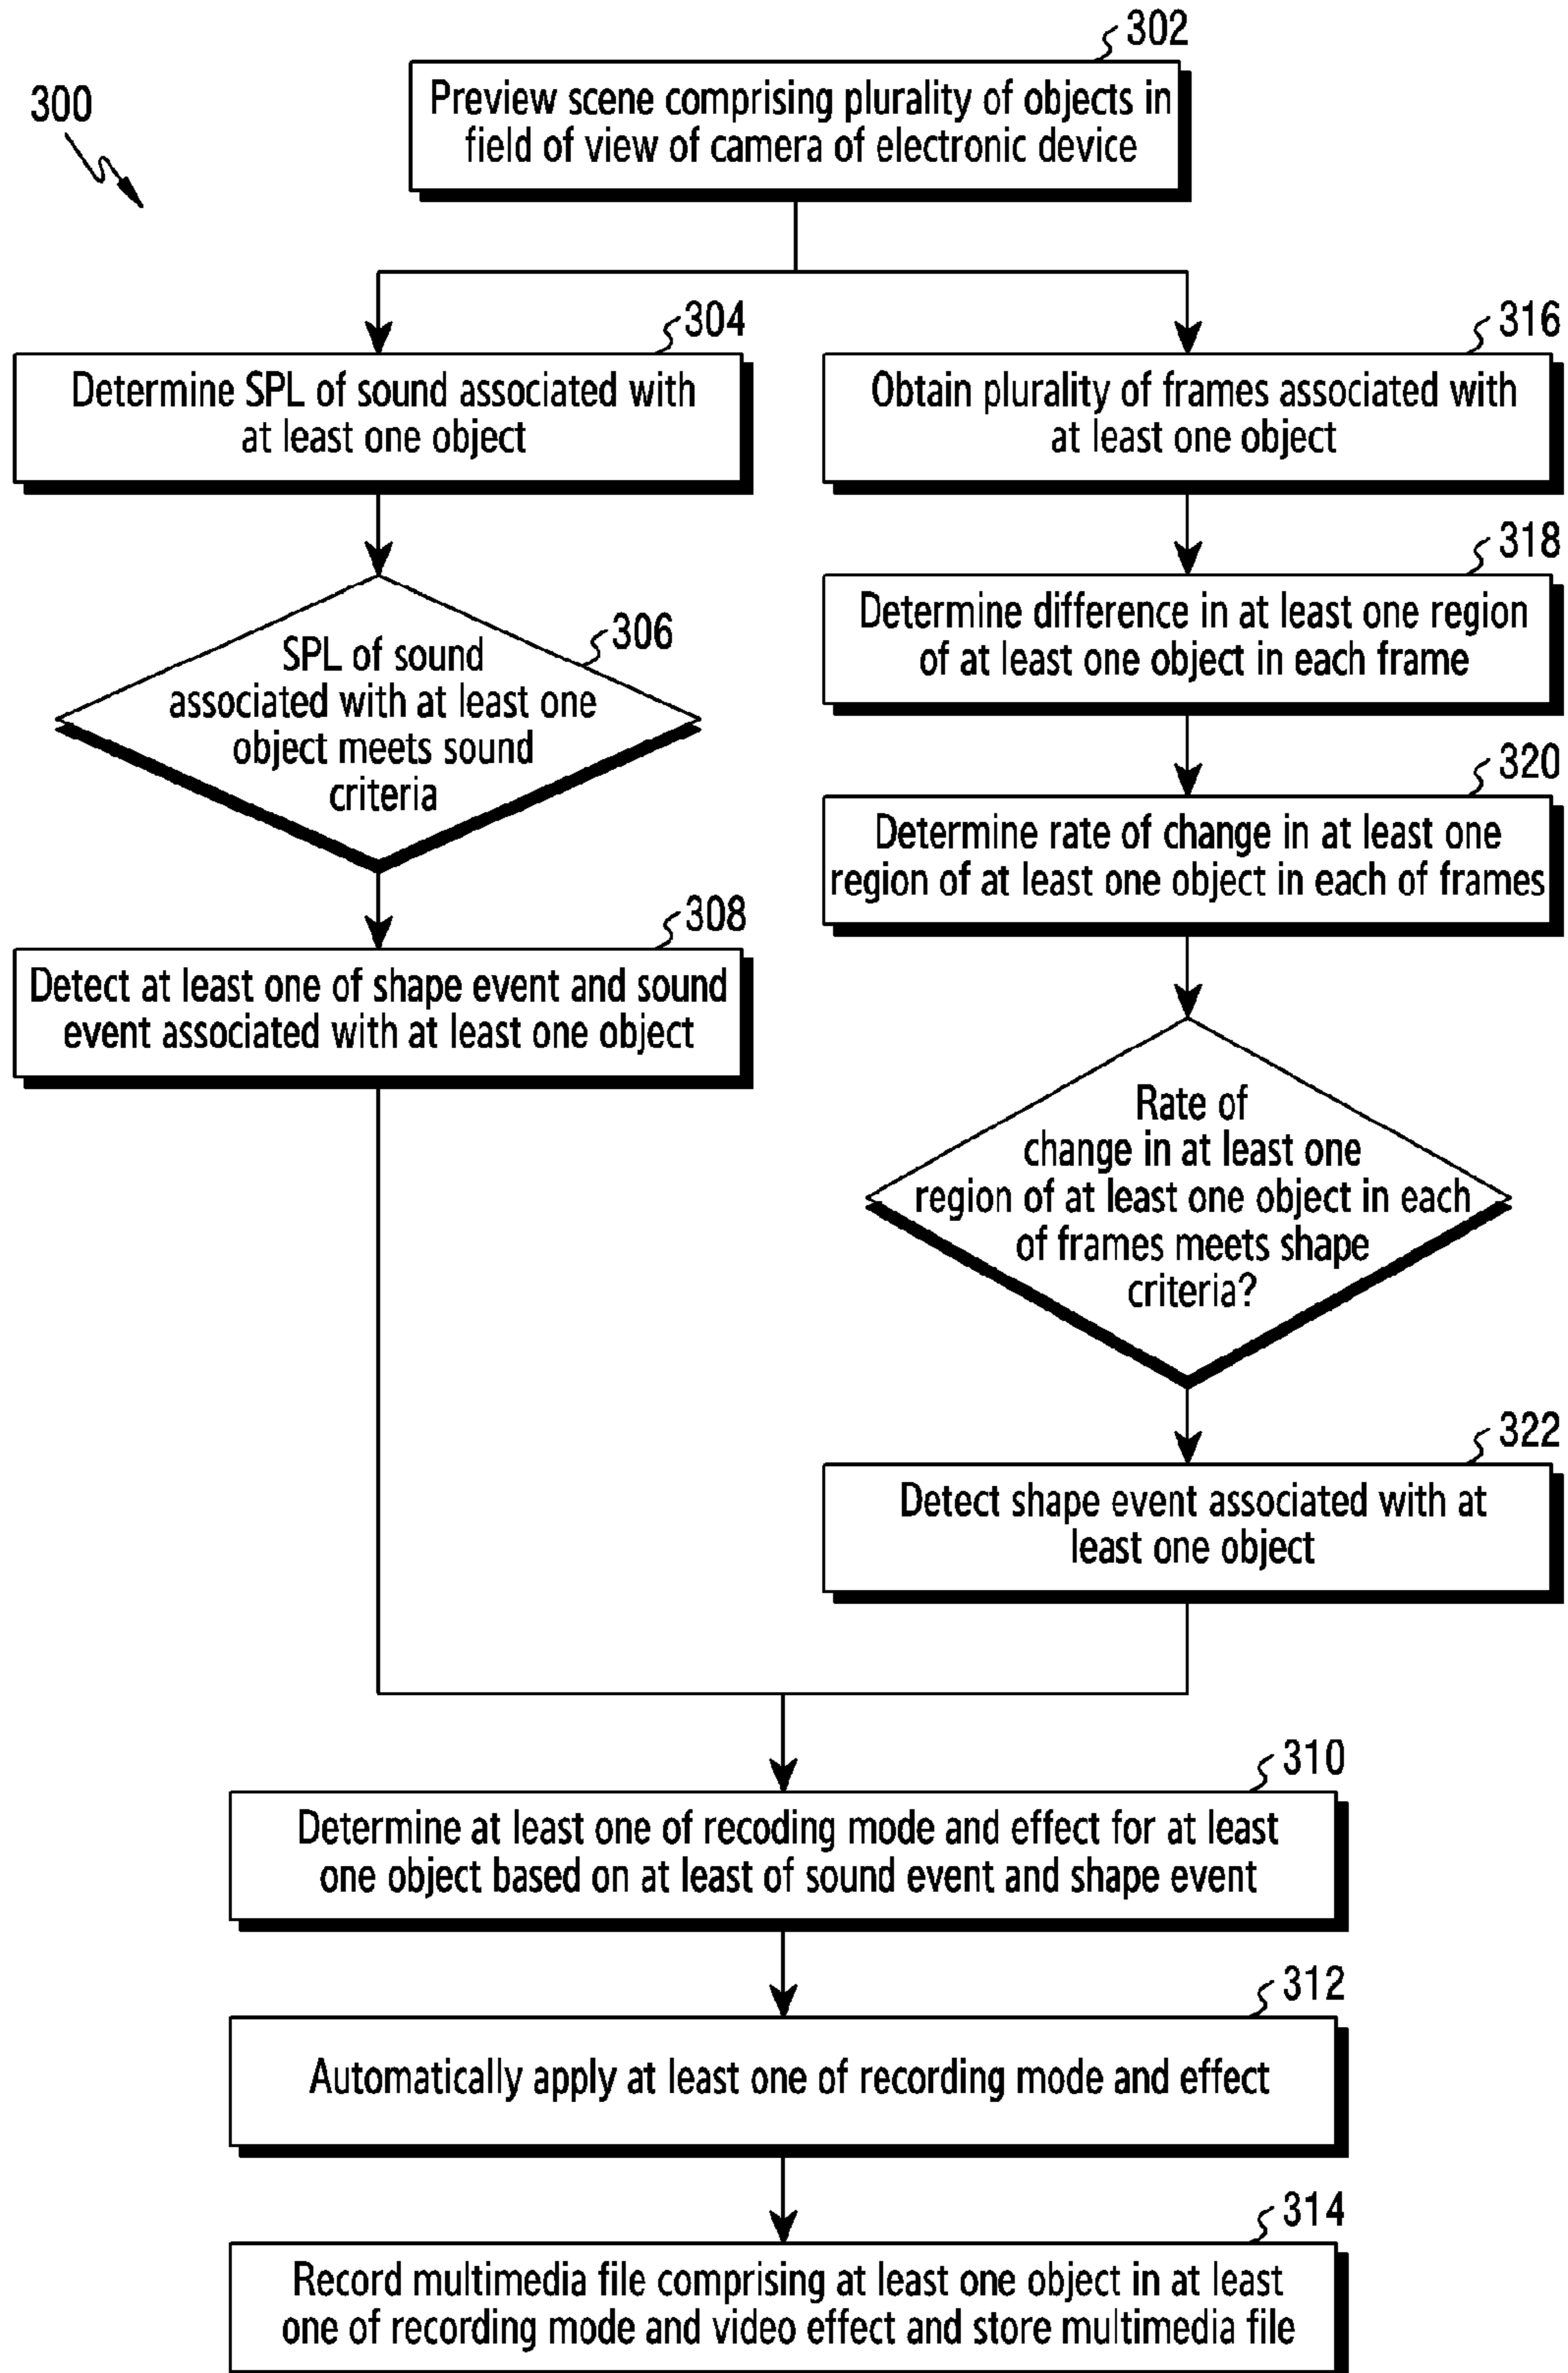 300
302
Preview scene comprising plurality of objects in
field of view of camera of electronic device
304
Determine SPL of sound associated with
at least one object
306
SPL of sound
associated with at least one
object meets sound
criteria
308
Detect at least one of shape event and sound
event associated with at least one object
316
Obtain plurality of frames associated with
at least one object
318
Determine difference in at least one region
of at least one object in each frame
320
Determine rate of change in at least one
region of at least one object in each of frames
Rate of
change in at least one
region of at least one object in each
of frames meets shape
criteria?
322
Detect shape event associated with at
least one object
310
Determine at least one of recoding mode and effect for at least
one object based on at least of sound event and shape event
312
Automatically apply at least one of recording mode and effect
314
Record multimedia file comprising at least one object in at least
one of recording mode and video effect and store multimedia file